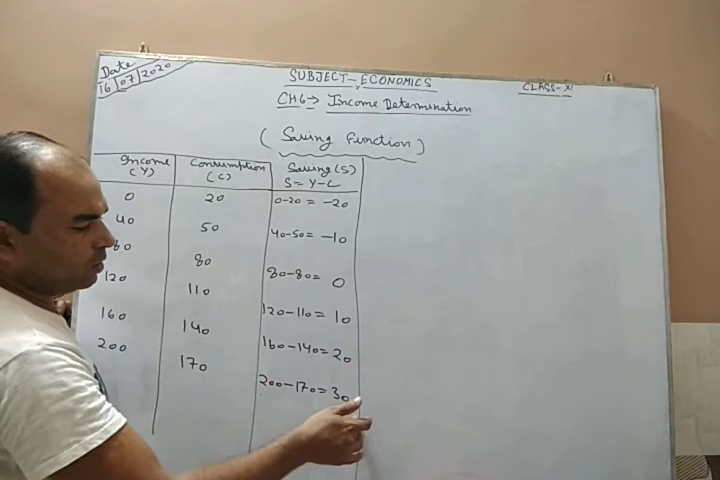 Date
16/07/2020
SUBJECT-ECONOMICS
CLASS-XI
CH6-> Income Determination
(Saving Function)
Income (Y) Consumption (C) Saving (S) S=Y-C
0 20 0-20 = -20
40 50 40-50= -10
80 80 80-80= 0
120 110 120-110= 10
160 140 160-140= 20
200 170 200-170= 30